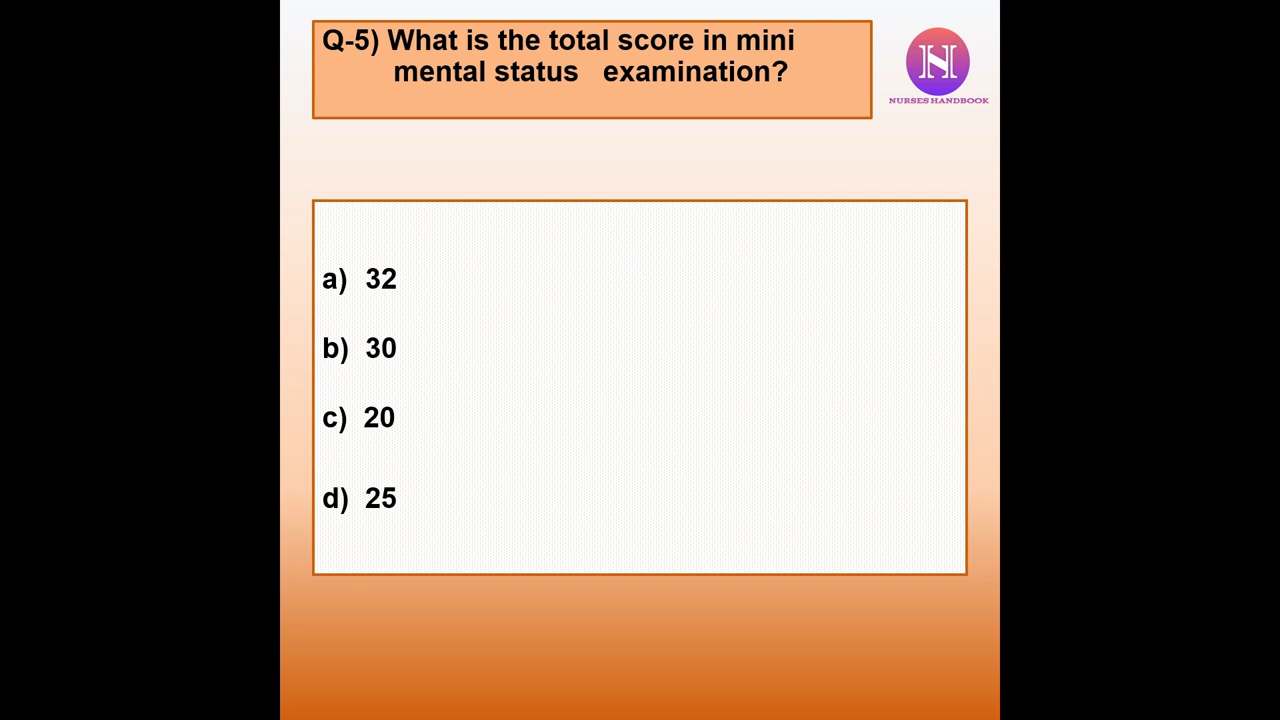 Q-5) What is the total score in mini
mental status examination?
N
NURSES HANDBOOK
a) 32
b) 30
c) 20
d) 25